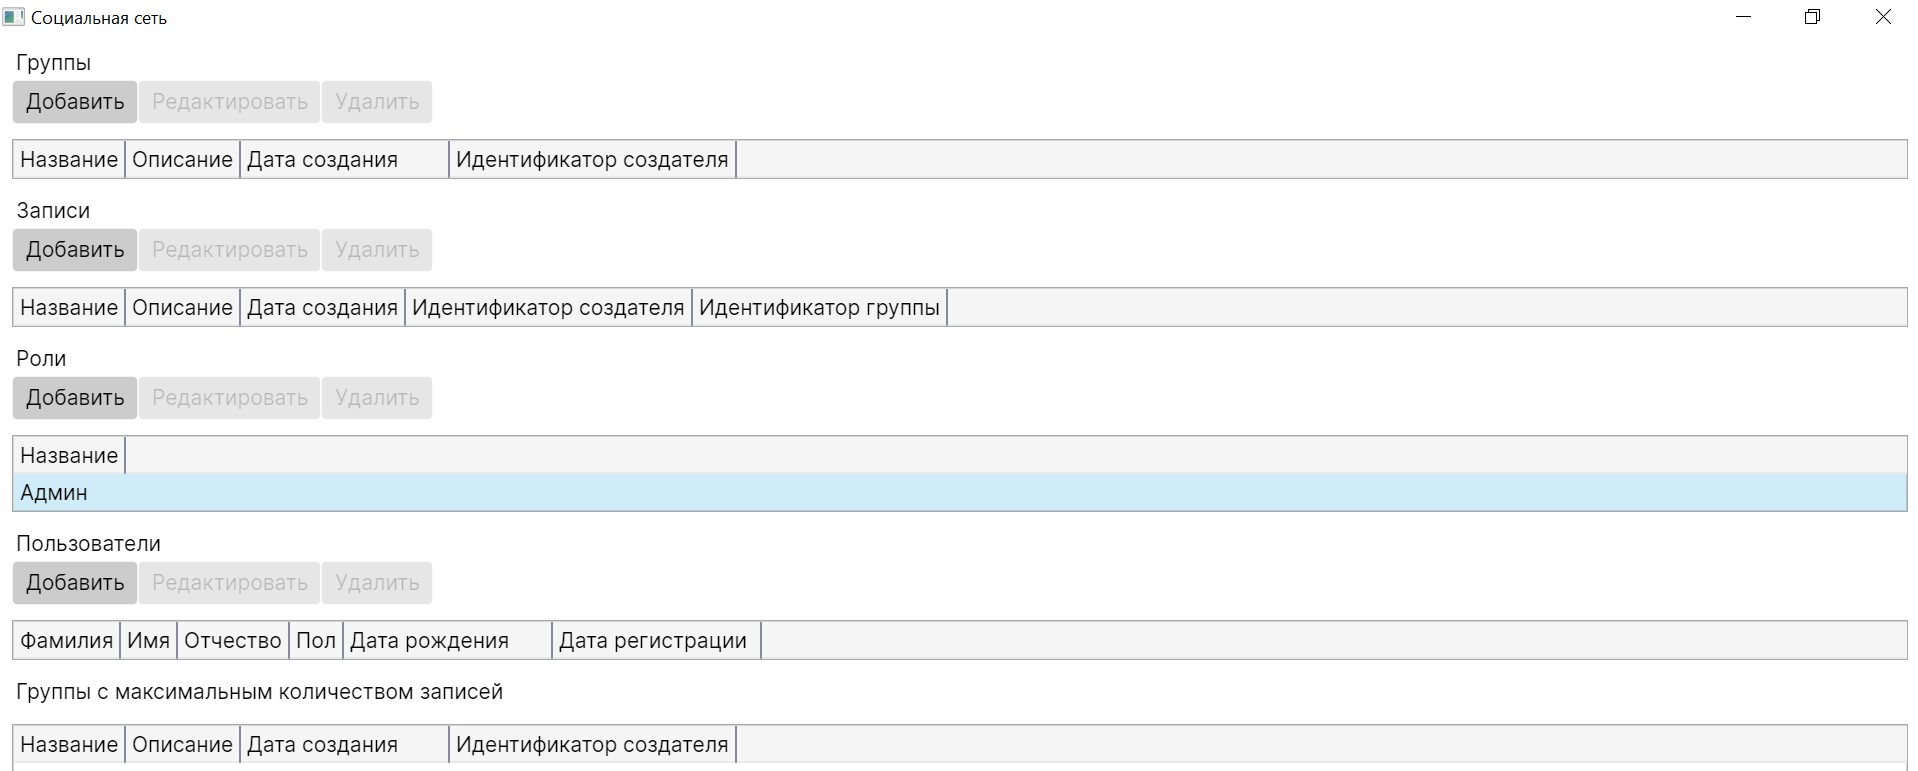 Социальная сеть
Группы
Добавить Редактировать Удалить
Название Описание Дата создания Идентификатор создателя
Записи
Добавить Редактировать Удалить
Название Описание Дата создания Идентификатор создателя Идентификатор группы
Роли
Добавить Редактировать Удалить
Название
Админ
Пользователи
Добавить Редактировать Удалить
Фамилия Имя Отчество Пол Дата рождения Дата регистрации
Группы с максимальным количеством записей
Название Описание Дата создания Идентификатор создателя